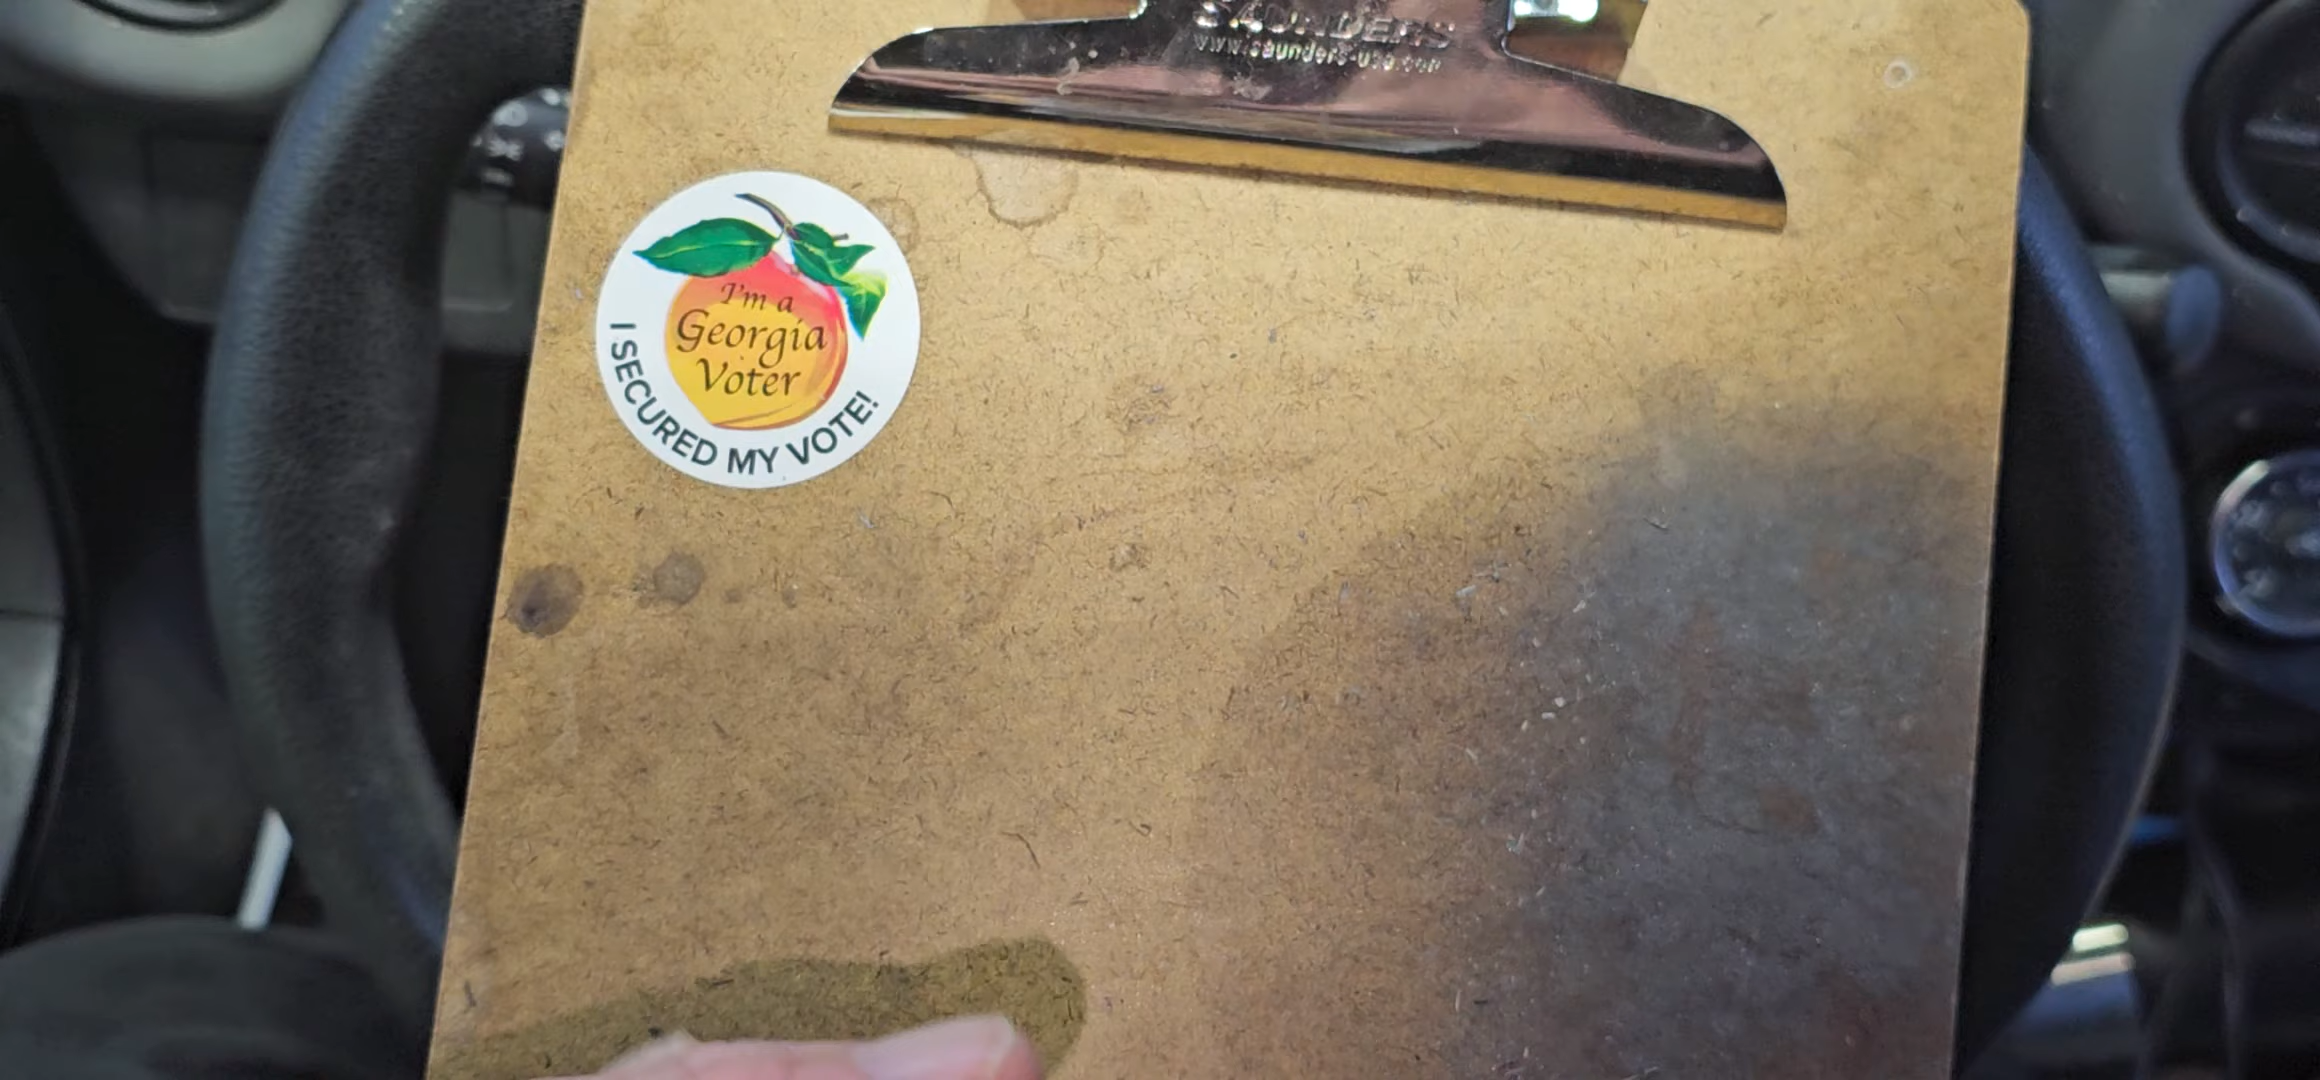 SAUNDERS
www.saunders-usa.com
I'm a
Georgia
Voter
I SECURED MY VOTE!